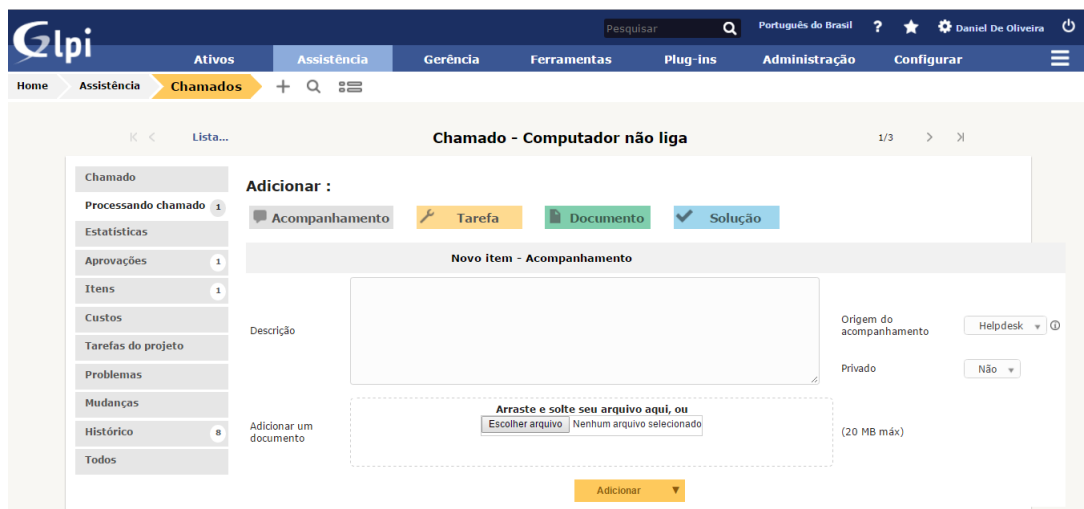 Glpi
Pesquisar Português do Brasil ? Daniel De Oliveira
Ativos Assistência Gerência Ferramentas Plug-ins Administração Configurar
Home Assistência Chamados
Lista... Chamado - Computador não liga 1/3
Chamado
Processando chamado 1
Estatísticas
Aprovações 1
Itens 1
Custos
Tarefas do projeto
Problemas
Mudanças
Histórico 8
Todos
Adicionar :
Acompanhamento Tarefa Documento Solução
Novo item - Acompanhamento
Descrição
Origem do
acompanhamento
Helpdesk
Privado Não
Adicionar um
documento
Arraste e solte seu arquivo aqui, ou
Escolher arquivo Nenhum arquivo selecionado
(20 MB máx)
Adicionar